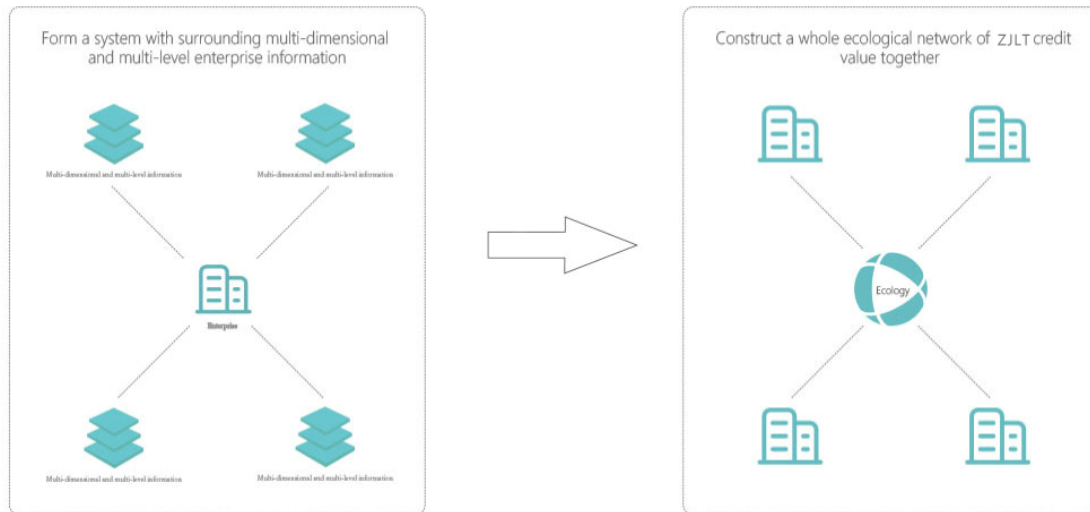 Form a system with surrounding multi-dimensional
and multi-level enterprise information
Multi-dimensional and multi-level information
Multi-dimensional and multi-level information
Enterprise
Multi-dimensional and multi-level information
Multi-dimensional and multi-level information
Construct a whole ecological network of ZJLT credit
value together
Ecology